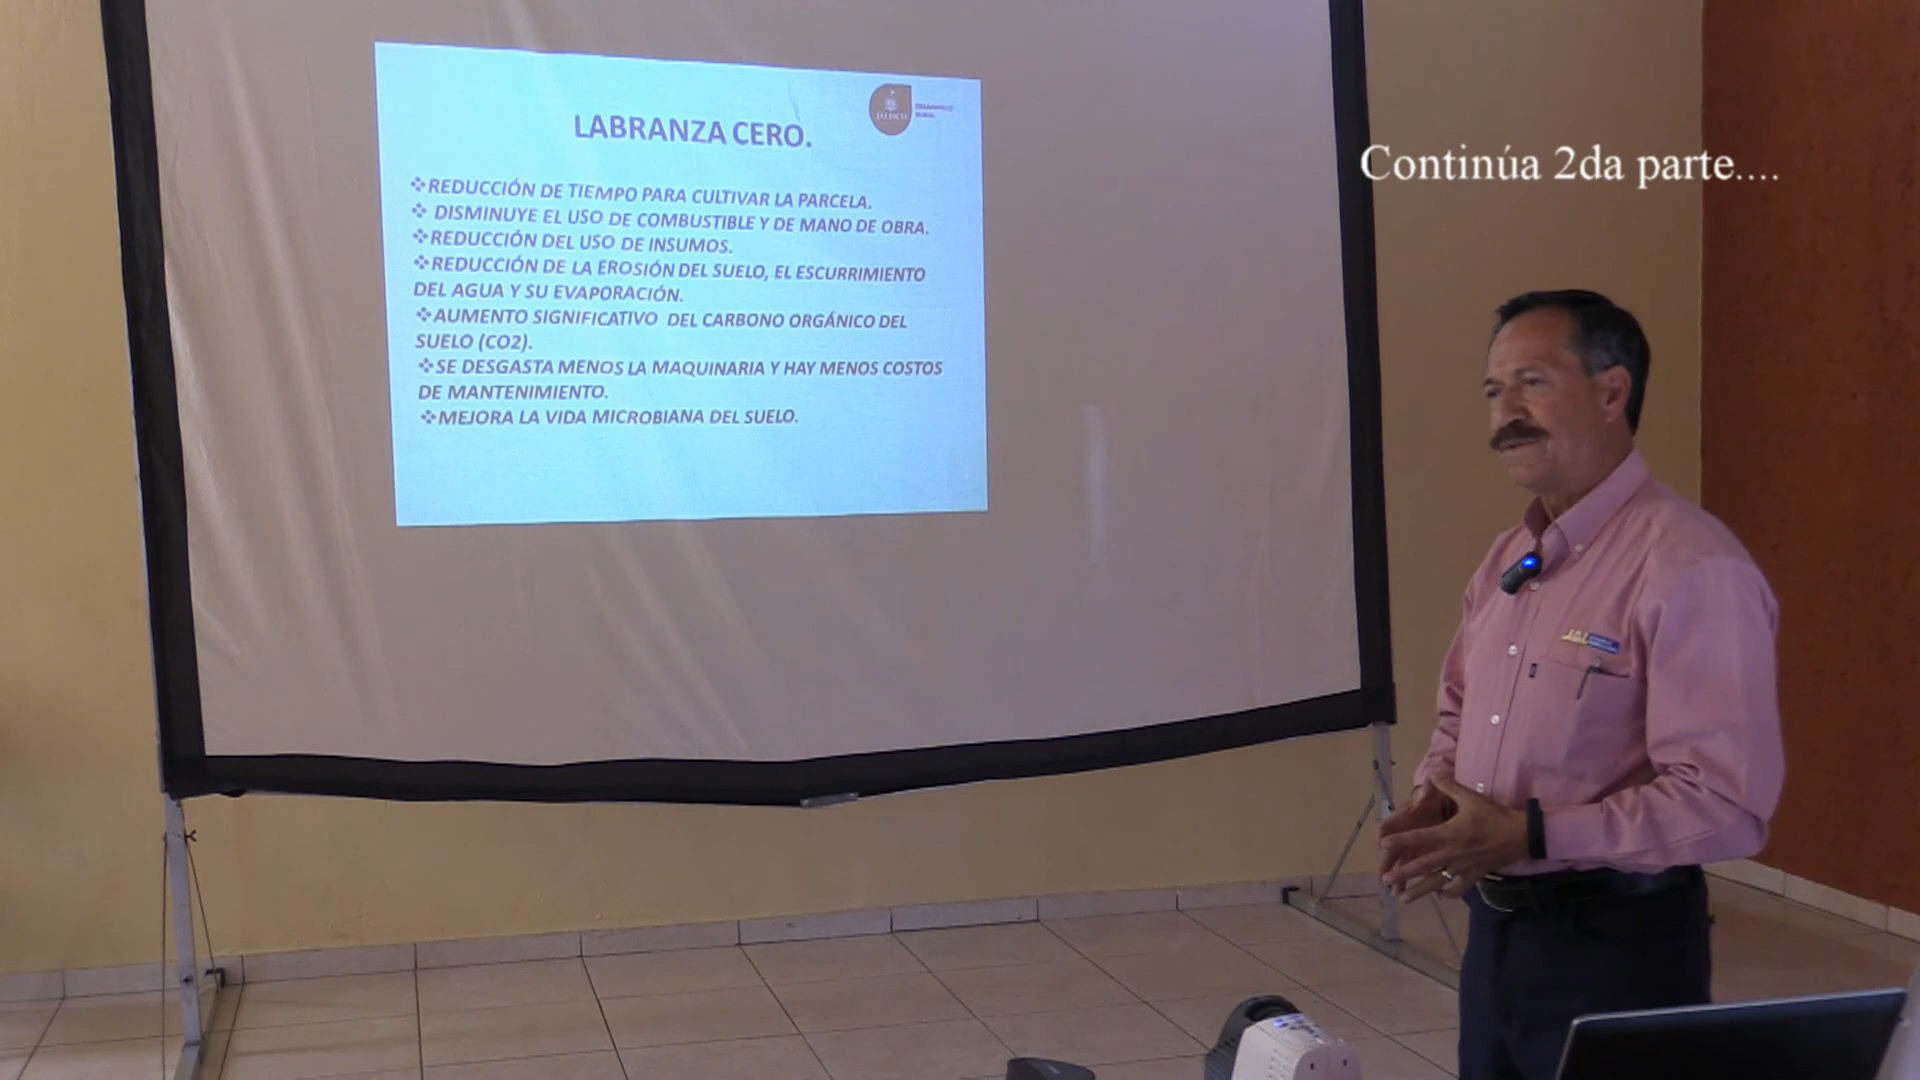 JALISCO
DESARROLLO
RURAL
LABRANZA CERO.
❖REDUCCIÓN DE TIEMPO PARA CULTIVAR LA PARCELA.
❖ DISMINUYE EL USO DE COMBUSTIBLE Y DE MANO DE OBRA.
❖REDUCCIÓN DEL USO DE INSUMOS.
❖REDUCCIÓN DE LA EROSIÓN DEL SUELO, EL ESCURRIMIENTO
DEL AGUA Y SU EVAPORACIÓN.
❖AUMENTO SIGNIFICATIVO DEL CARBONO ORGÁNICO DEL
SUELO (CO2).
❖SE DESGASTA MENOS LA MAQUINARIA Y HAY MENOS COSTOS
DE MANTENIMIENTO.
❖MEJORA LA VIDA MICROBIANA DEL SUELO.
Continúa 2da parte....